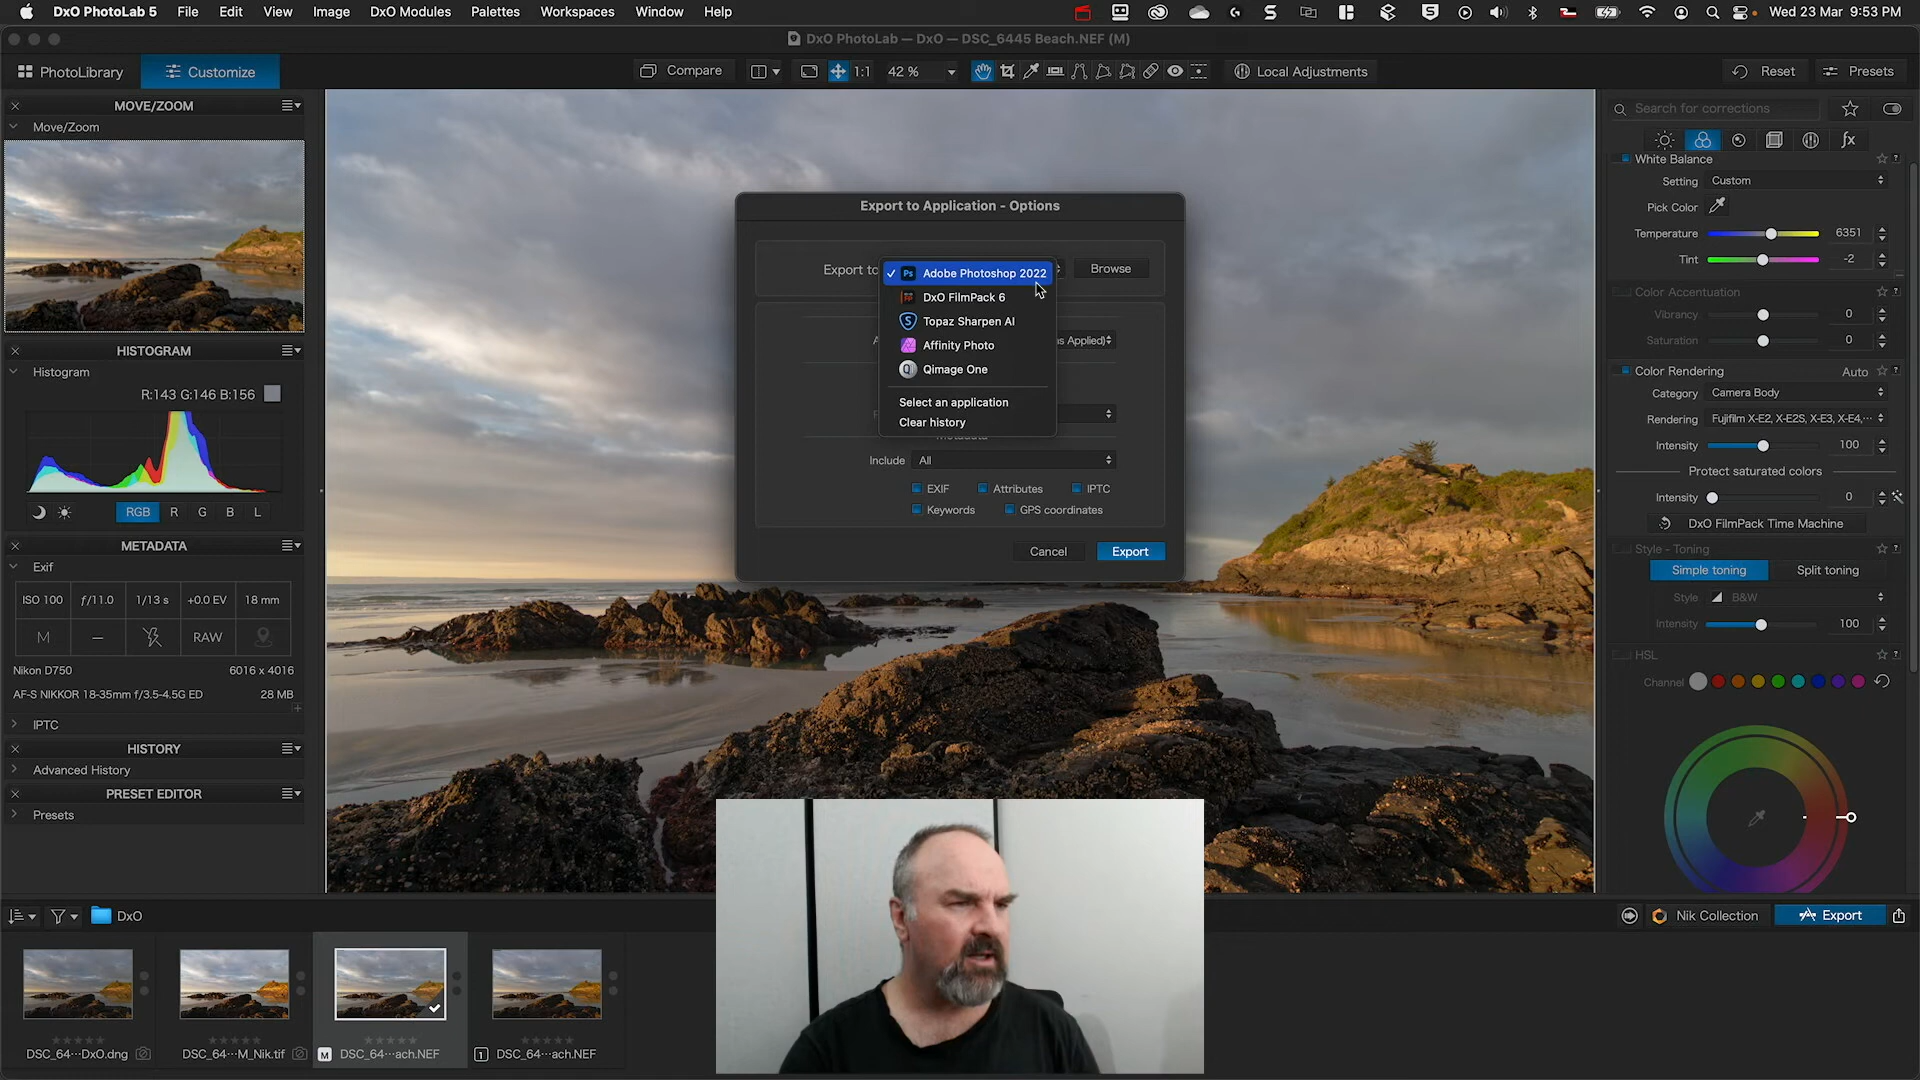 DxO PhotoLab 5 File Edit View Image DxO Modules Palettes Workspaces Window Help Wed 23 Mar 9:53 PM
DxO PhotoLab — DxO — DSC_6445 Beach.NEF (M)
PhotoLibrary Customize Compare 1:1 42 % Local Adjustments Reset Presets
MOVE/ZOOM
Move/Zoom
HISTOGRAM
Histogram
R:143 G:146 B:156
RGB R G B L
METADATA
Exif
ISO 100 ƒ/11.0 1/13 s +0.0 EV 18 mm
M — RAW
Nikon D750 6016 x 4016
AF-S NIKKOR 18-35mm f/3.5-4.5G ED 28 MB
IPTC
HISTORY
Advanced History
PRESET EDITOR
Presets
Export to Application - Options
Export to Browse
Adobe Photoshop 2022
DxO FilmPack 6
Topaz Sharpen AI
Affinity Photo
Qimage One
Select an application
Clear history
Applied)
Include All
EXIF Attributes IPTC
Keywords GPS coordinates
Cancel Export
Search for corrections
fx
White Balance
Setting Custom
Pick Color
Temperature 6351
Tint -2
Color Accentuation
Vibrancy 0
Saturation 0
Color Rendering Auto
Category Camera Body
Rendering Fujifilm X-E2, X-E2S, X-E3, X-E4,···
Intensity 100
Protect saturated colors
Intensity 0
DxO FilmPack Time Machine
Style - Toning
Simple toning Split toning
Style B&W
Intensity 100
HSL
Channel
DxO Nik Collection Export
DSC_64···DxO.dng DSC_64···M_Nik.tif M DSC_64···ach.NEF 1 DSC_64···ach.NEF